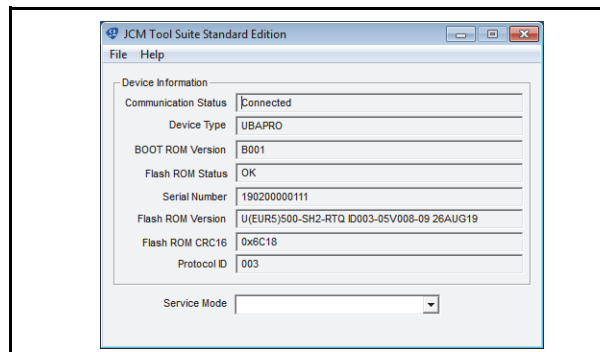 JCM Tool Suite Standard Edition
File Help
Device Information
Communication Status Connected
Device Type UBAPRO
BOOT ROM Version B001
Flash ROM Status OK
Serial Number 190200000111
Flash ROM Version U(EUR5)500-SH2-RTQ ID003-05V008-09 26AUG19
Flash ROM CRC16 0x6C18
Protocol ID 003
Service Mode